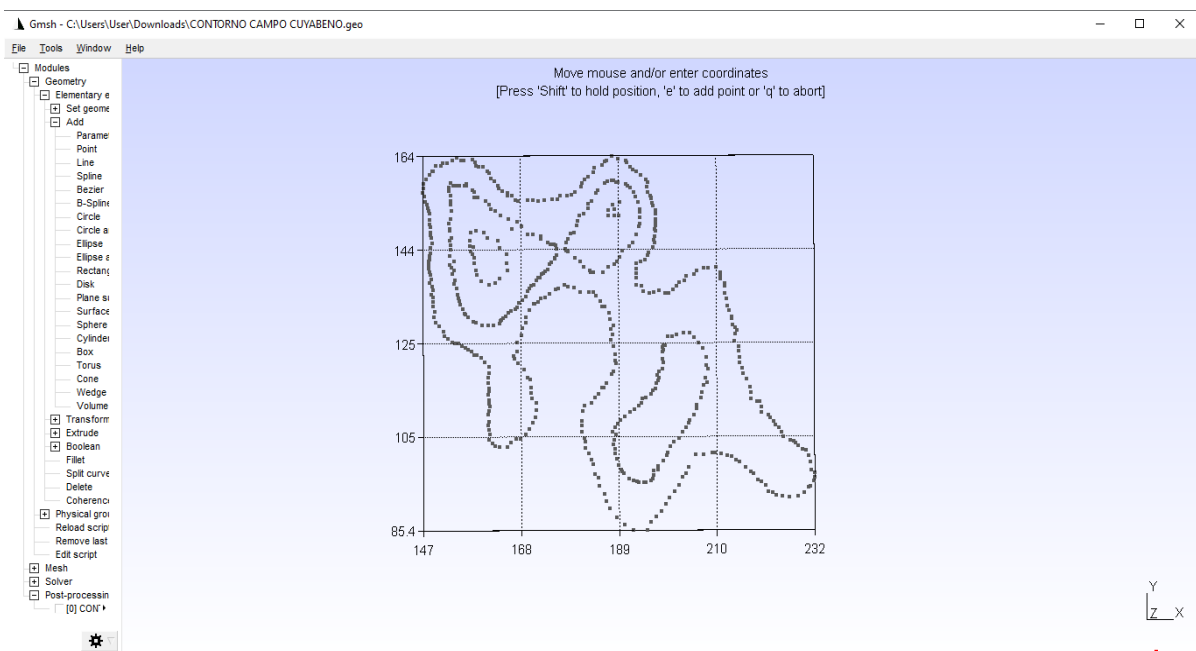 Gmsh - C:\Users\User\Downloads\CONTORNO CAMPO CUYABENO.geo
File Tools Window Help
Modules
Geometry
Elementary e
Set geome
Add
Parame
Point
Line
Spline
Bezier
B-Spline
Circle
Circle a
Ellipse
Ellipse a
Rectang
Disk
Plane su
Surface
Sphere
Cylinder
Box
Torus
Cone
Wedge
Volume
Transform
Extrude
Boolean
Fillet
Split curve
Delete
Coherence
Physical grou
Reload script
Remove last
Edit script
Mesh
Solver
Post-processing
[0] CONT
Move mouse and/or enter coordinates
[Press 'Shift' to hold position, 'e' to add point or 'q' to abort]
164
144
125
105
85.4
147 168 189 210 232
Y
Z X